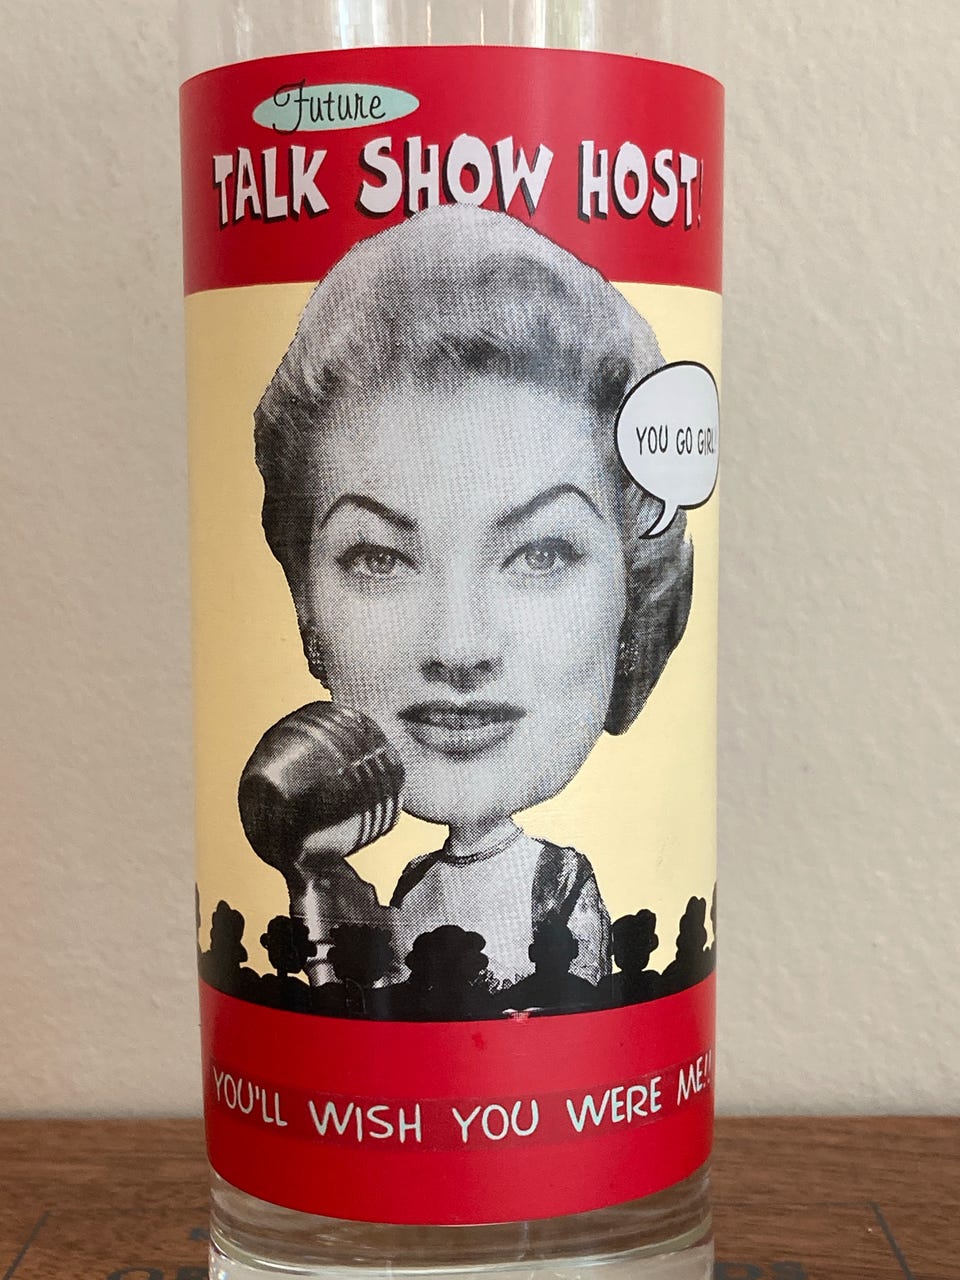 Future
TALK SHOW HOST!
YOU GO GIRL!
YOU'LL WISH YOU WERE ME!!